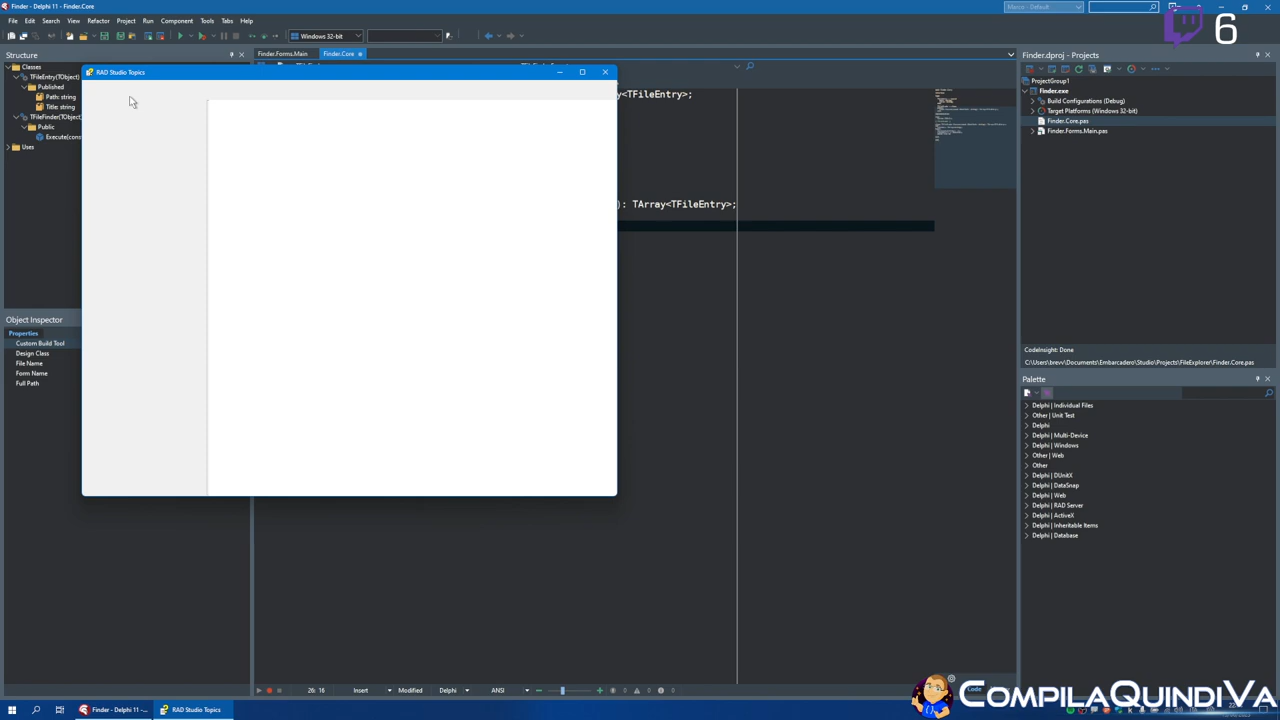 Finder - Delphi 11 - Finder.Core
Marco - Default
6
File Edit Search View Refactor Project Run Component Tools Tabs Help
Windows 32-bit
Structure
Finder.Forms.Main
Finder.Core
Finder.dproj - Projects
Classes
TFileEntry(TObject)
Published
Path: string
Title: string
TFileFinder(TObject
Public
Execute(cons
Uses
RAD Studio Topics
TFileEntry>;
): TArray<TFileEntry>;
ProjectGroup1
Finder.exe
Build Configurations (Debug)
Target Platforms (Windows 32-bit)
Finder.Core.pas
Finder.Forms.Main.pas
Object Inspector
Properties
Custom Build Tool
Design Class
File Name
Form Name
Full Path
CodeInsight: Done
C:\Users\brevv\Documents\Embarcadero\Studio\Projects\FileExplorer\Finder.Core.pas
Palette
Delphi | Individual Files
Other | Unit Test
Delphi
Delphi | Multi-Device
Delphi | Windows
Other | Web
Other
Delphi | DUnitX
Delphi | DataSnap
Delphi | Web
Delphi | RAD Server
Delphi | ActiveX
Delphi | Inheritable Items
Delphi | Database
26: 16
Insert
Modified
Delphi
ANSI
Code
CompilaQuindiVa
Finder - Delphi 11 -...
RAD Studio Topics